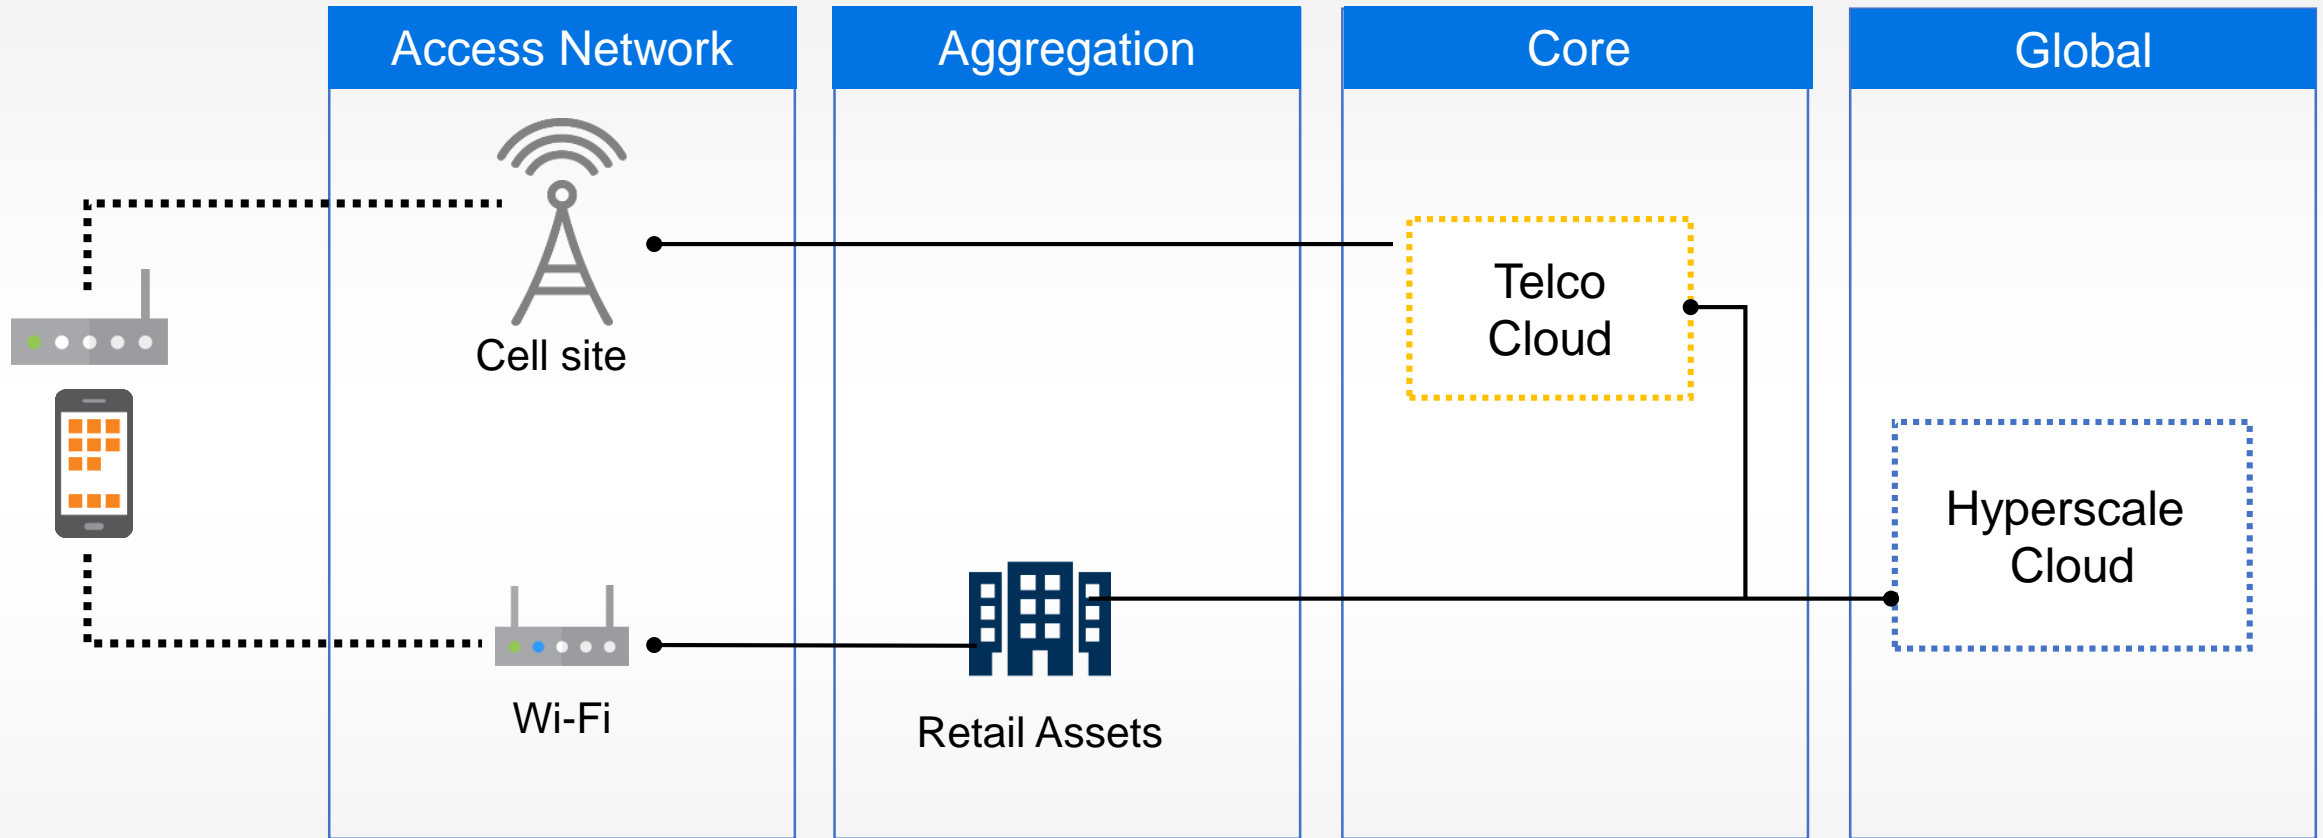 Access Network
Aggregation
Core
Global
Cell site
Telco
Cloud
Hyperscale
Cloud
Wi-Fi
Retail Assets